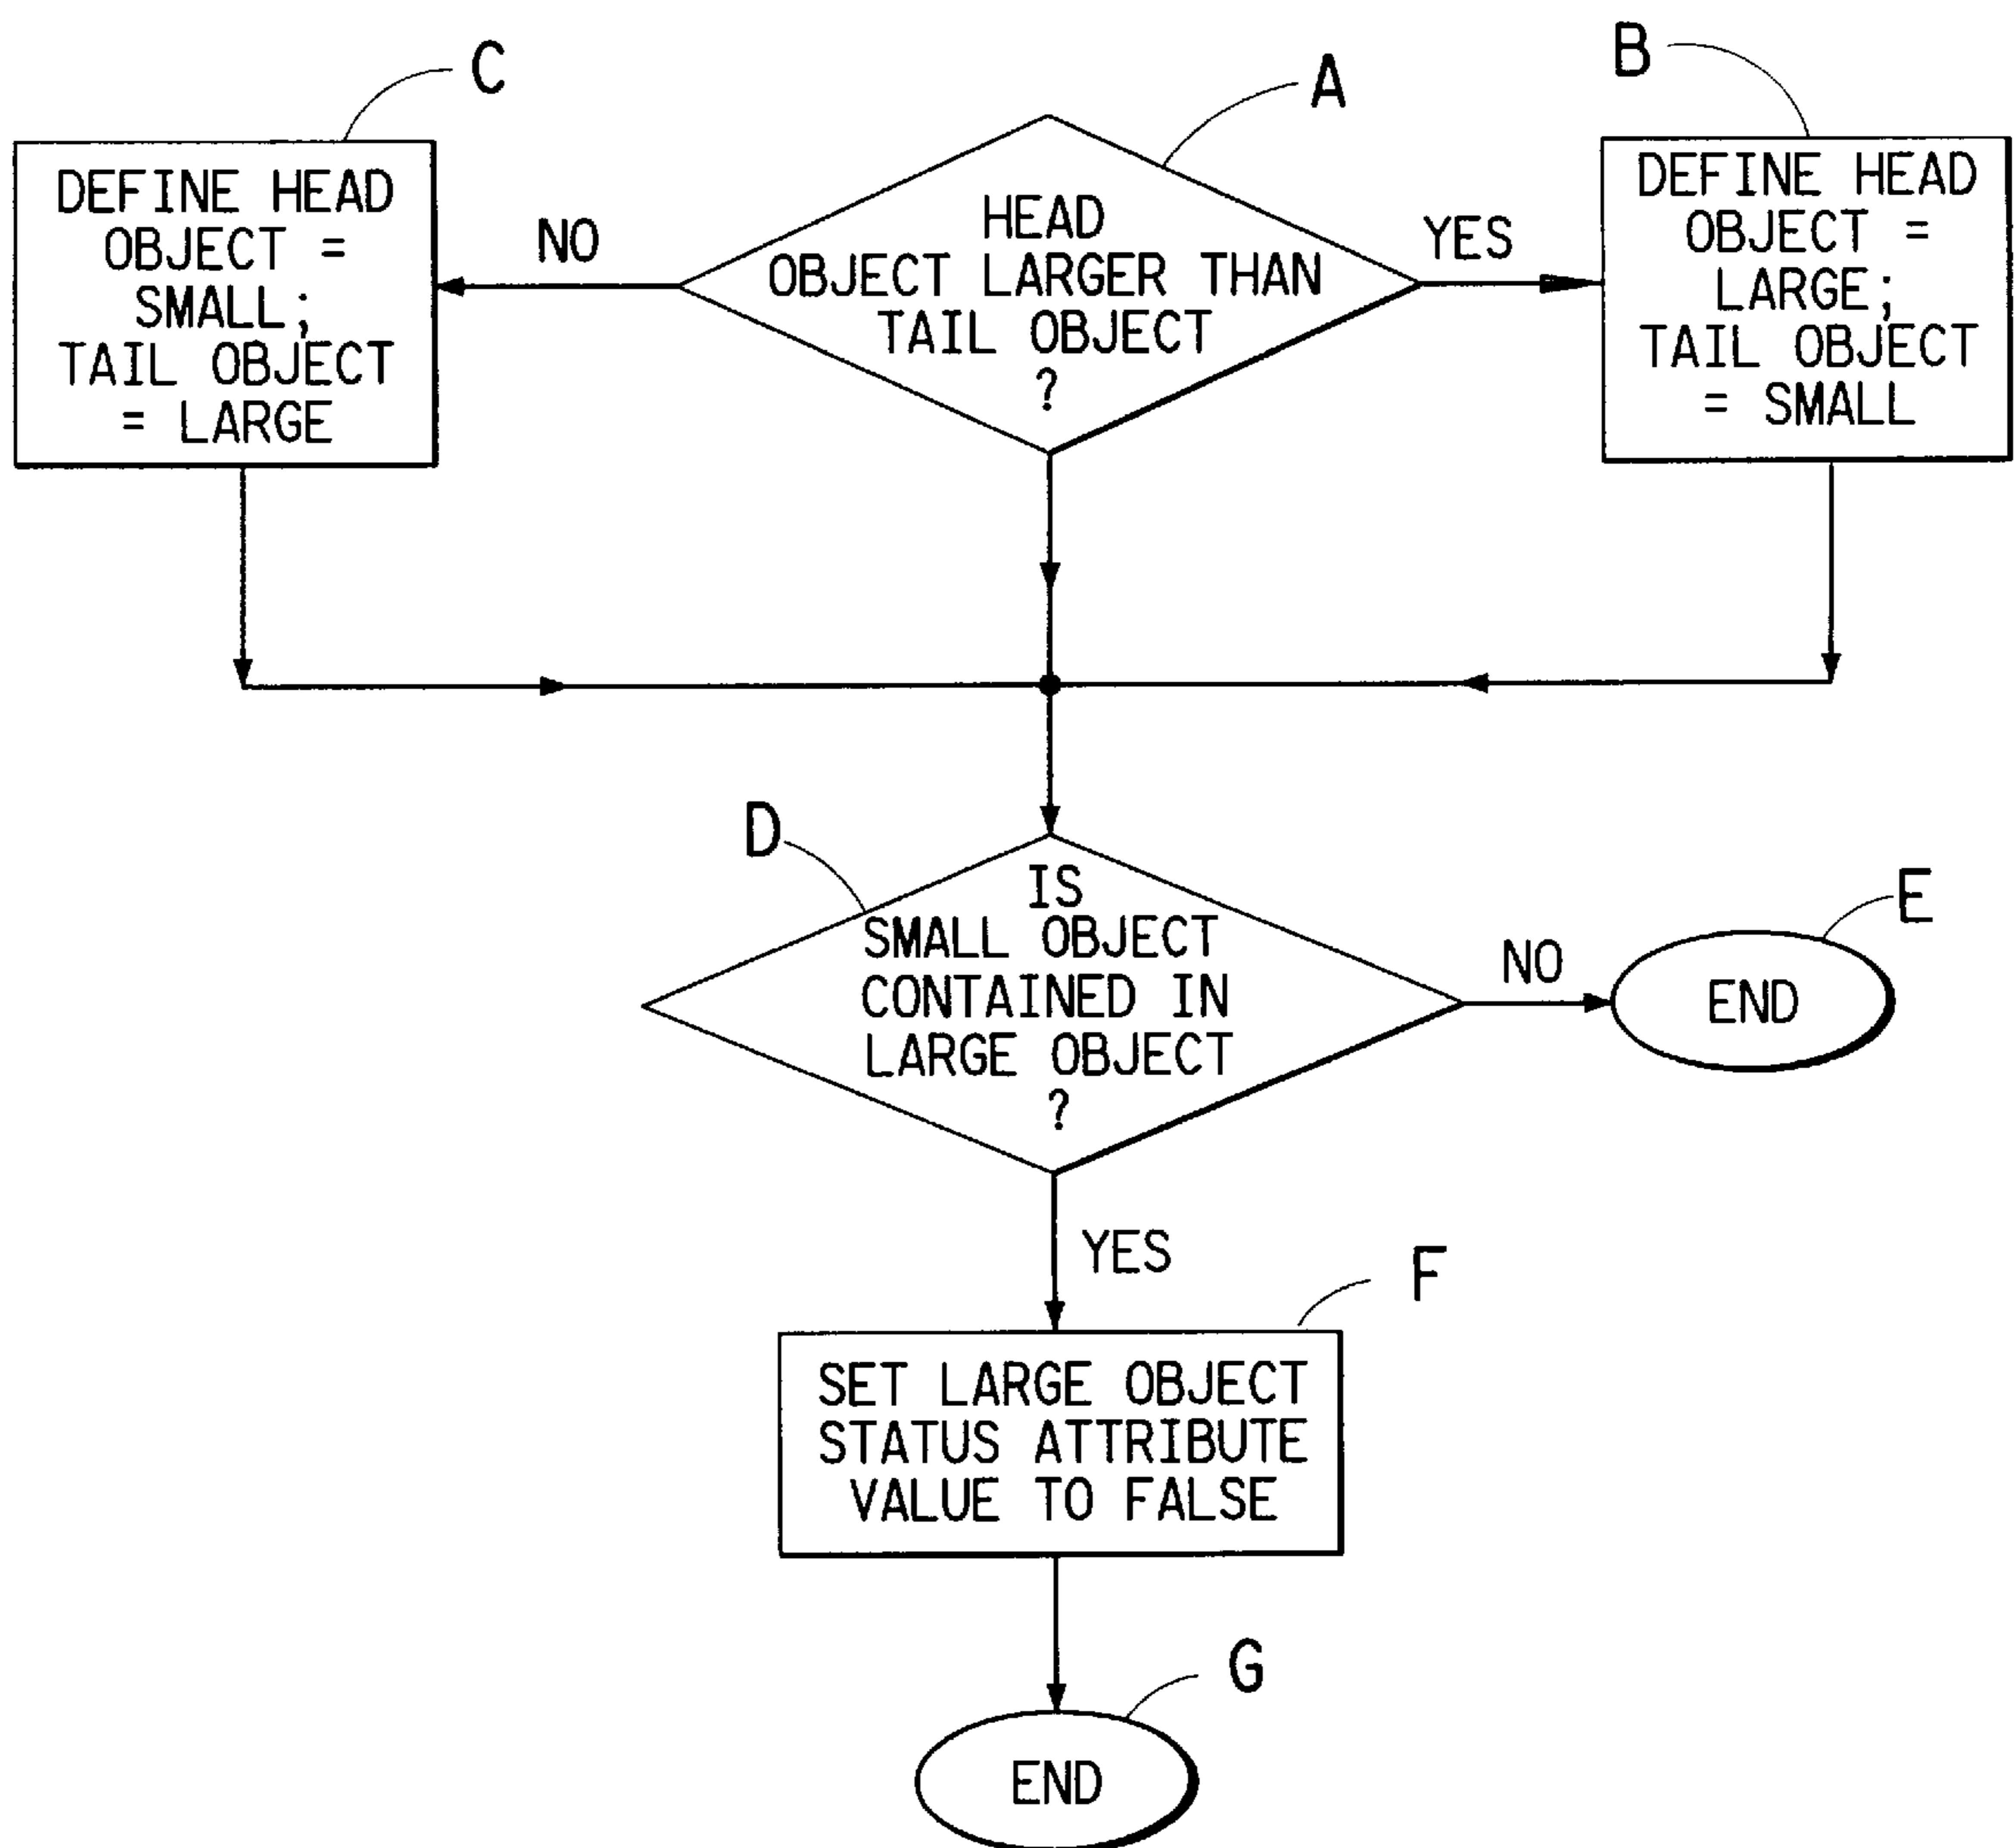 C
A
B
DEFINE HEAD
OBJECT =
SMALL;
TAIL OBJECT
= LARGE
NO
HEAD
OBJECT LARGER THAN
TAIL OBJECT
?
YES
DEFINE HEAD
OBJECT =
LARGE;
TAIL OBJECT
= SMALL
D
IS
SMALL OBJECT
CONTAINED IN
LARGE OBJECT
?
NO
E
END
YES
F
SET LARGE OBJECT
STATUS ATTRIBUTE
VALUE TO FALSE
G
END